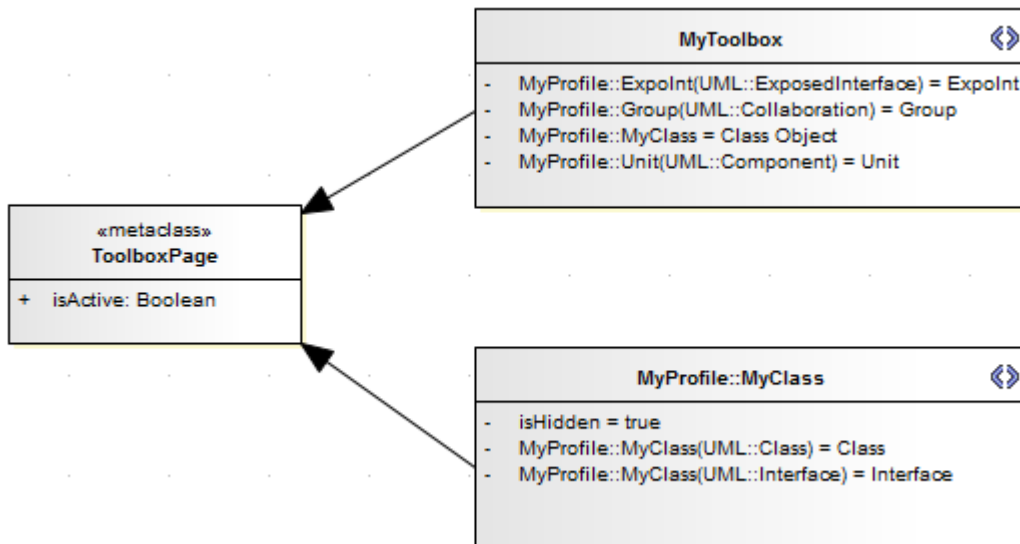 MyToolbox
- MyProfile::ExpoInt(UML::ExposedInterface) = ExpoInt
- MyProfile::Group(UML::Collaboration) = Group
- MyProfile::MyClass = Class Object
- MyProfile::Unit(UML::Component) = Unit
«metaclass»
ToolboxPage
+ isActive: Boolean
MyProfile::MyClass
- isHidden = true
- MyProfile::MyClass(UML::Class) = Class
- MyProfile::MyClass(UML::Interface) = Interface